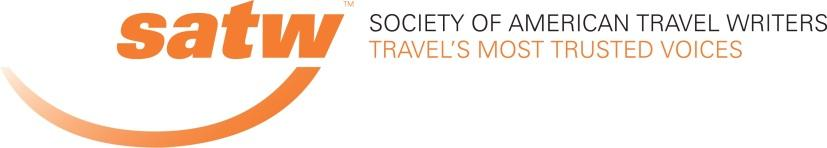 satw™
SOCIETY OF AMERICAN TRAVEL WRITERS
TRAVEL'S MOST TRUSTED VOICES